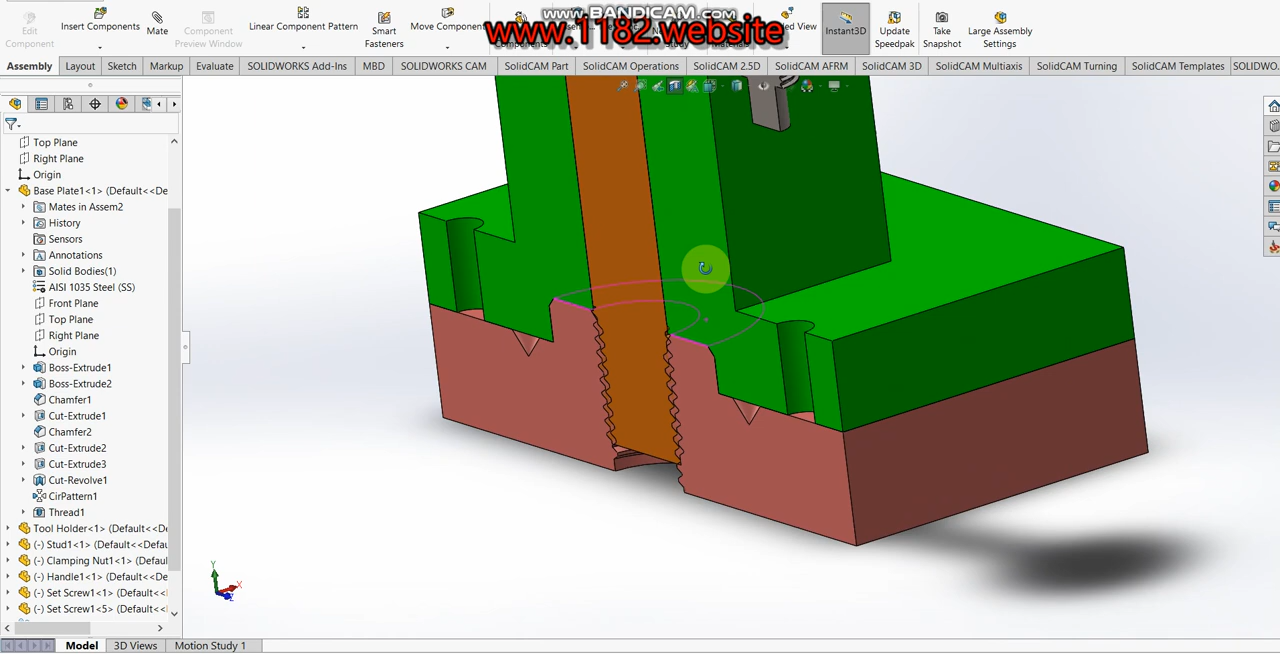 www.BANDICAM.com
www.1182.website
Edit Component
Insert Components
Mate
Component Preview Window
Linear Component Pattern
Smart Fasteners
Move Component
Instant3D
Update Speedpak
Take Snapshot
Large Assembly Settings
Assembly Layout Sketch Markup Evaluate SOLIDWORKS Add-Ins MBD SOLIDWORKS CAM SolidCAM Part SolidCAM Operations SolidCAM 2.5D SolidCAM AFRM SolidCAM 3D SolidCAM Multiaxis SolidCAM Turning SolidCAM Templates SOLIDWO..
Top Plane
Right Plane
Origin
Base Plate1<1> (Default<<De
Mates in Assem2
History
Sensors
Annotations
Solid Bodies(1)
AISI 1035 Steel (SS)
Front Plane
Top Plane
Right Plane
Origin
Boss-Extrude1
Boss-Extrude2
Chamfer1
Cut-Extrude1
Chamfer2
Cut-Extrude2
Cut-Extrude3
Cut-Revolve1
CirPattern1
Thread1
Tool Holder<1> (Default<<D
(-) Stud1<1> (Default<<Defau
(-) Clamping Nut1<1> (Defau
(-) Handle1<1> (Default<<De
(-) Set Screw1<1> (Default<<
(-) Set Screw1<5> (Default<<
Y
X
Z
Model 3D Views Motion Study 1